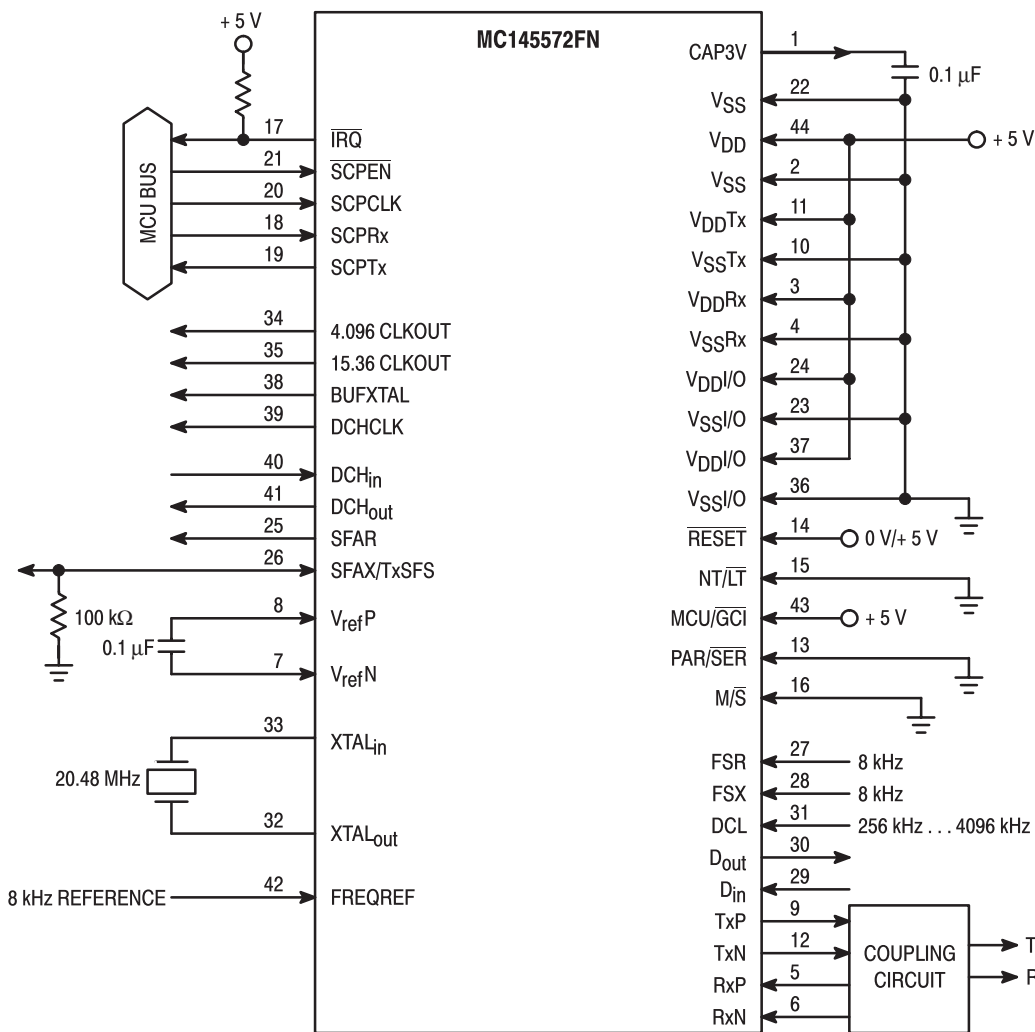 + 5 V
MC145572FN
MCU BUS
17 IRQ
21 SCPEN
20 SCPCLK
18 SCPRx
19 SCPTx
34 4.096 CLKOUT
35 15.36 CLKOUT
38 BUFXTAL
39 DCHCLK
40 DCHin
41 DCHout
25 SFAR
26 SFAX/TxSFS
100 kΩ
8 VrefP
0.1 μF
7 VrefN
33 XTALin
20.48 MHz
32 XTALout
8 kHz REFERENCE 42 FREQREF
CAP3V 1
0.1 μF
VSS 22
VDD 44 + 5 V
VSS 2
VDDTx 11
VSSTx 10
VDDRx 3
VSSRx 4
VDDI/O 24
VSSI/O 23
VDDI/O 37
VSSI/O 36
RESET 14 0 V/+ 5 V
NT/LT 15
MCU/GCI 43 + 5 V
PAR/SER 13
M/S 16
FSR 27 8 kHz
FSX 28 8 kHz
DCL 31 256 kHz . . . 4096 kHz
Dout 30
Din 29
TxP 9
TxN 12
RxP 5
RxN 6
COUPLING
CIRCUIT
T